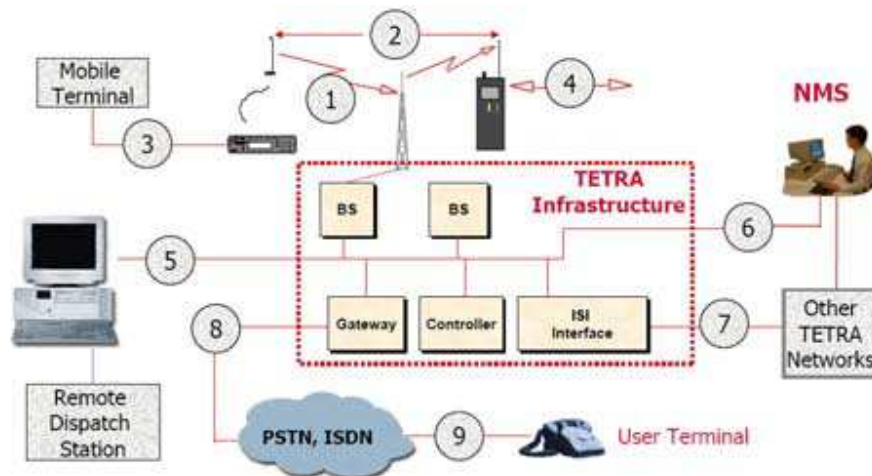 2
Mobile
Terminal
1
4
NMS
3
TETRA
Infrastructure
BS
BS
6
5
8
Gateway
Controller
ISI
Interface
7
Other
TETRA
Networks
Remote
Dispatch
Station
PSTN, ISDN
9
User Terminal